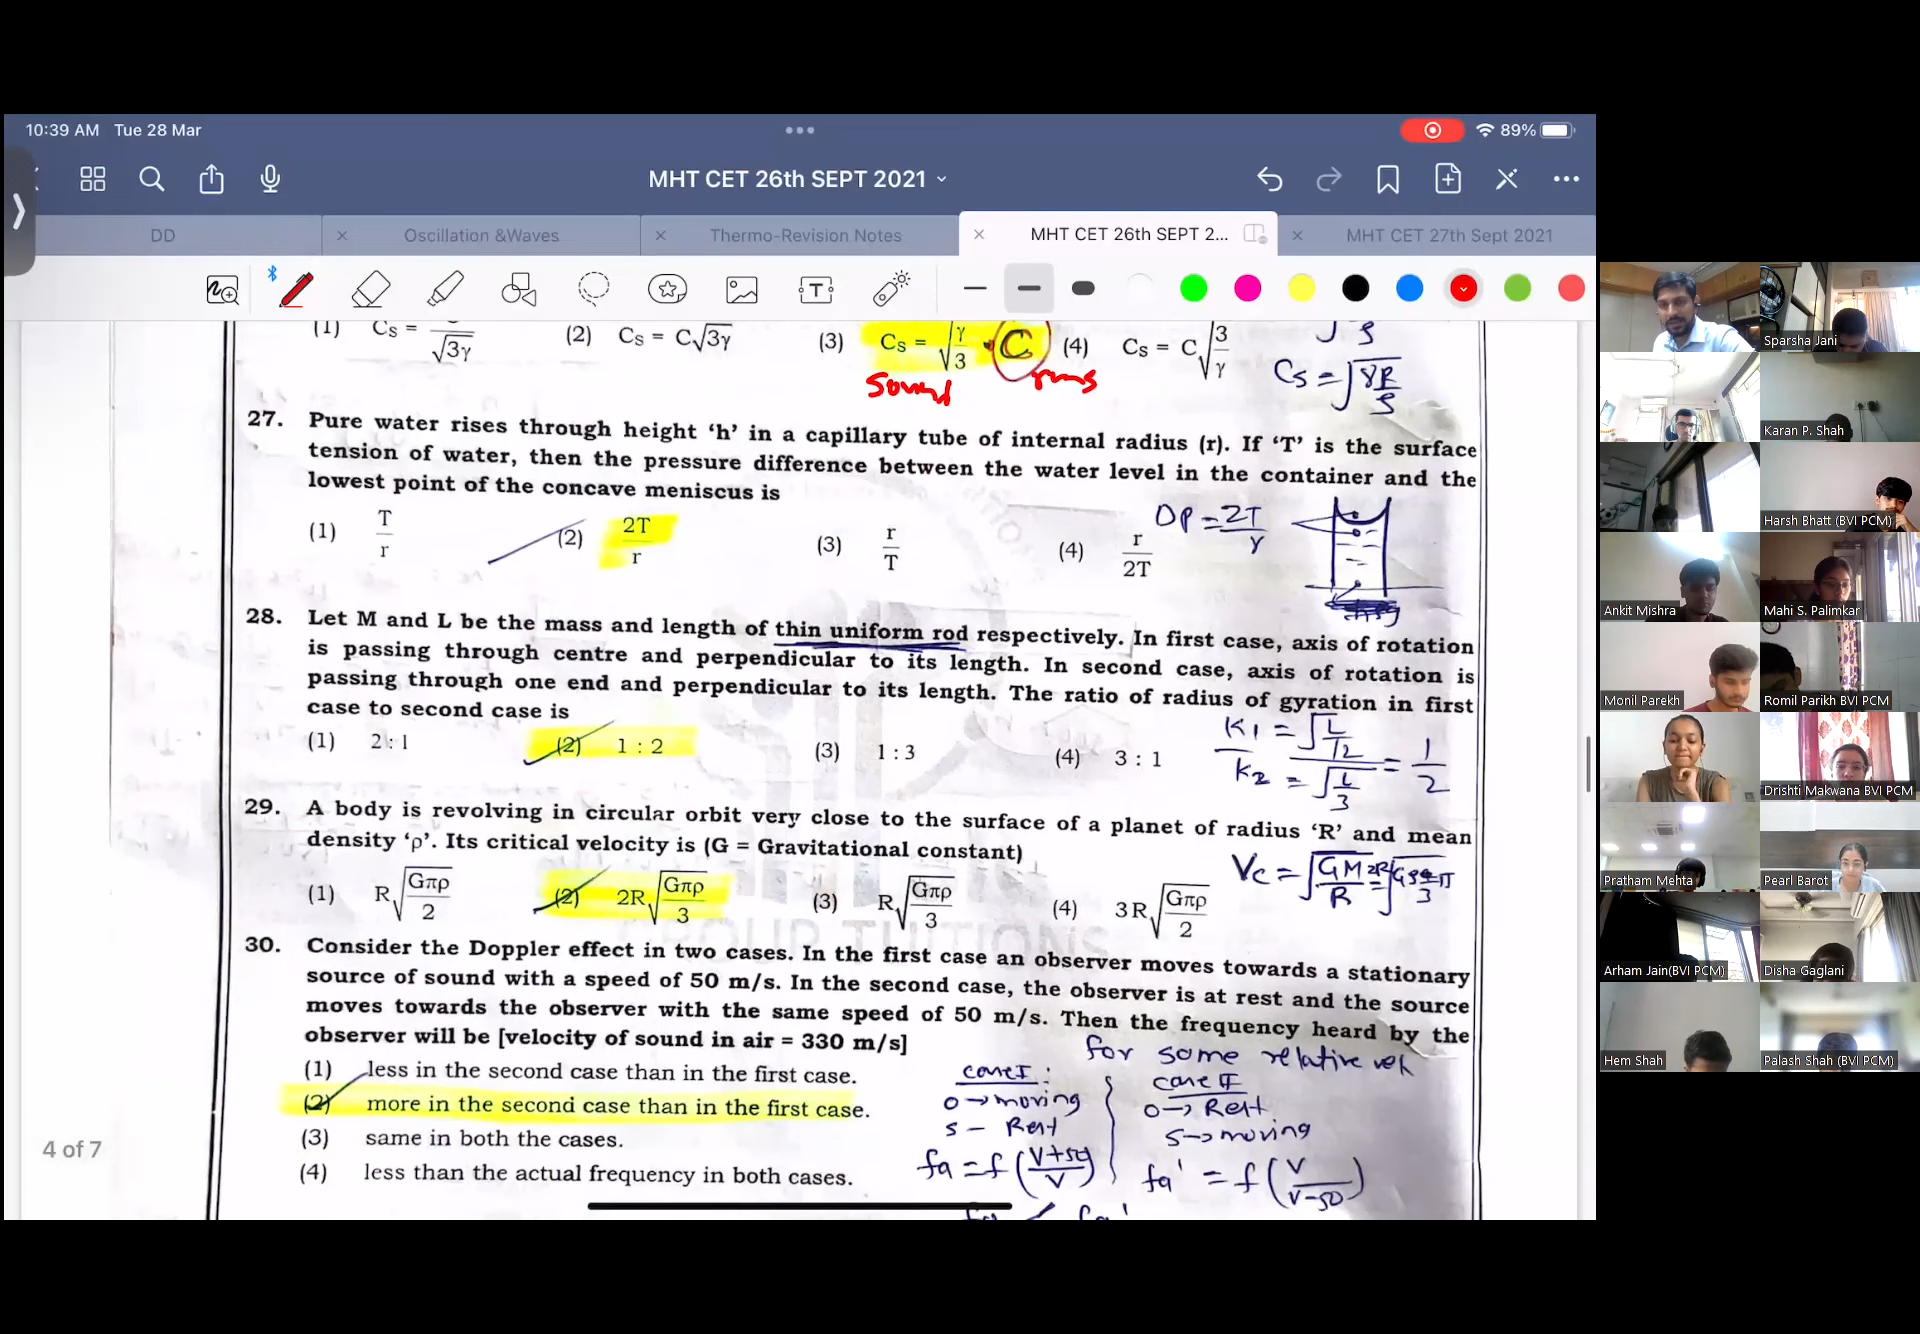 10:39 AM Tue 28 Mar
89%
MHT CET 26th SEPT 2021
DD
Oscillation &Waves
Thermo-Revision Notes
MHT CET 26th SEPT 2...
MHT CET 27th Sept 2021
(1) Cs = /√3γ
(2) Cs = C√3γ
(3) Cs = √γ/3 · C
(4) Cs = C√3/γ
sound
rms
Cs = √γP/ρ
27. Pure water rises through height ‘h’ in a capillary tube of internal radius (r). If ‘T’ is the surface
tension of water, then the pressure difference between the water level in the container and the
lowest point of the concave meniscus is
(1) T/r
(2) 2T/r
(3) r/T
(4) r/2T
DP = 2T/r
28. Let M and L be the mass and length of thin uniform rod respectively. In first case, axis of rotation
is passing through centre and perpendicular to its length. In second case, axis of rotation is
passing through one end and perpendicular to its length. The ratio of radius of gyration in first
case to second case is
(1) 2 : 1
(2) 1 : 2
(3) 1 : 3
(4) 3 : 1
K1 = √L/12
K2 = √L/3
= 1/2
29. A body is revolving in circular orbit very close to the surface of a planet of radius ‘R’ and mean
density ‘ρ’. Its critical velocity is (G = Gravitational constant)
(1) R√Gπρ/2
(2) 2R√Gπρ/3
(3) R√Gπρ/3
(4) 3R√Gπρ/2
Vc = √GM/R =
GROUP TUITIONS
30. Consider the Doppler effect in two cases. In the first case an observer moves towards a stationary
source of sound with a speed of 50 m/s. In the second case, the observer is at rest and the source
moves towards the observer with the same speed of 50 m/s. Then the frequency heard by the
observer will be [velocity of sound in air = 330 m/s]
(1) less in the second case than in the first case.
(2) more in the second case than in the first case.
(3) same in both the cases.
(4) less than the actual frequency in both cases.
for some relative vel
case I :
O → moving
S – Rest
fa = f (V+50/V)
case II
O → Rest
S → moving
fa' = f (V/V-50)
fa < fa'
4 of 7
Sparsha Jani
Karan P. Shah
Harsh Bhatt (BVI PCM)
Ankit Mishra
Mahi S. Palimkar
Monil Parekh
Romil Parikh BVI PCM
Drishti Makwana BVI PCM
Pratham Mehta
Pearl Barot
Arham Jain(BVI PCM)
Disha Gaglani
Hem Shah
Palash Shah (BVI PCM)